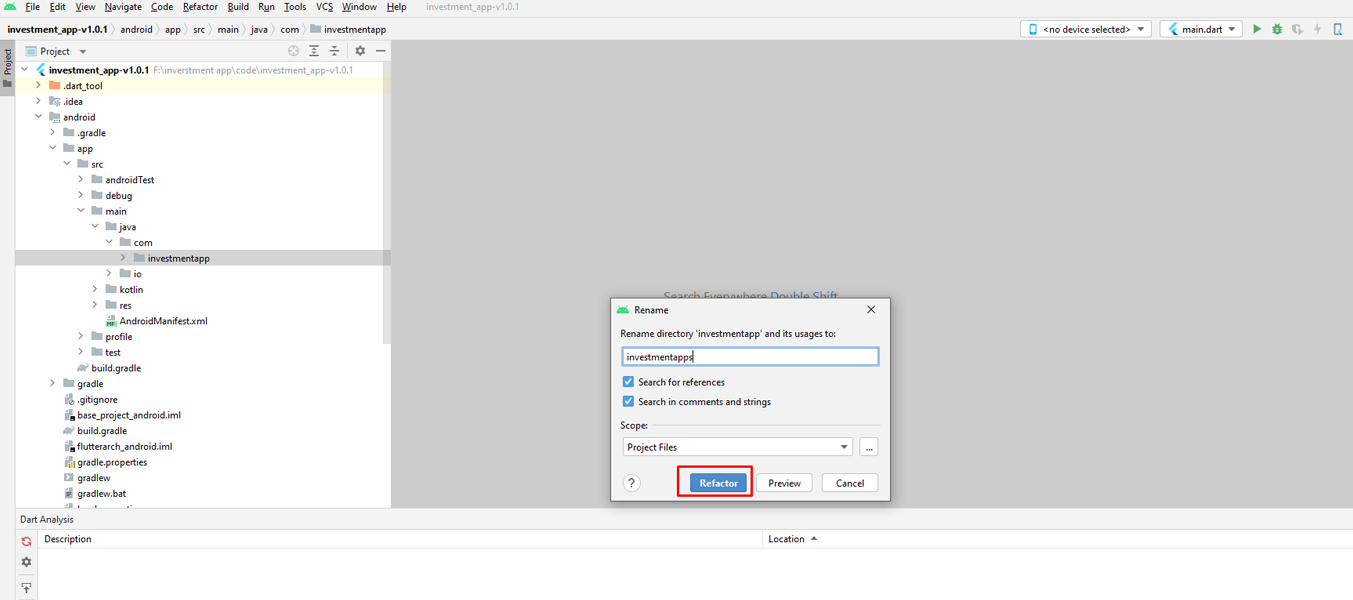 File Edit View Navigate Code Refactor Build Run Tools VCS Window Help investment_app-v1.0.1
investment_app-v1.0.1 〉 android 〉 app 〉 src 〉 main 〉 java 〉 com 〉 investmentapp
<no device selected> main.dart
Project
Project
investment_app-v1.0.1 F:\inverstment app\code\investment_app-v1.0.1
.dart_tool
.idea
android
.gradle
app
src
androidTest
debug
main
java
com
investmentapp
io
kotlin
res
AndroidManifest.xml
profile
test
build.gradle
gradle
.gitignore
base_project_android.iml
build.gradle
flutterarch_android.iml
gradle.properties
gradlew
gradlew.bat
Search Everywhere Double Shift
Rename
Rename directory 'investmentapp' and its usages to:
investmentapps
Search for references
Search in comments and strings
Scope:
Project Files
...
? Refactor Preview Cancel
Dart Analysis
Description Location